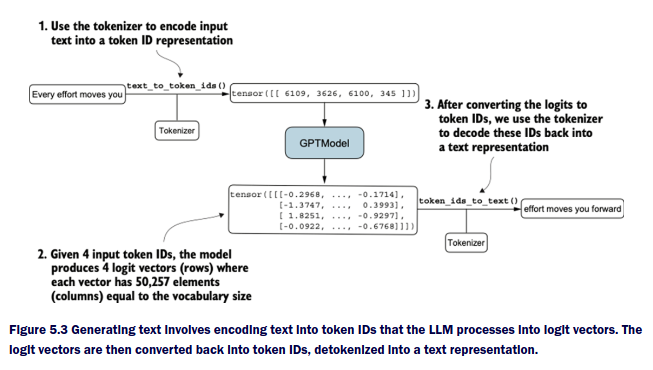 1. Use the tokenizer to encode input
text into a token ID representation
Every effort moves you
text_to_token_ids()
tensor([[ 6109, 3626, 6100, 345 ]])
Tokenizer
GPTModel
3. After converting the logits to
token IDs, we use the tokenizer
to decode these IDs back into
a text representation
tensor([[[-0.2968, ..., -0.1714],
[-1.3747, ..., 0.3993],
[ 1.8251, ..., -0.9297],
[-0.0922, ..., -0.6768]]])
token_ids_to_text()
effort moves you forward
Tokenizer
2. Given 4 input token IDs, the model
produces 4 logit vectors (rows) where
each vector has 50,257 elements
(columns) equal to the vocabulary size
Figure 5.3 Generating text involves encoding text into token IDs that the LLM processes into logit vectors. The
logit vectors are then converted back into token IDs, detokenized into a text representation.